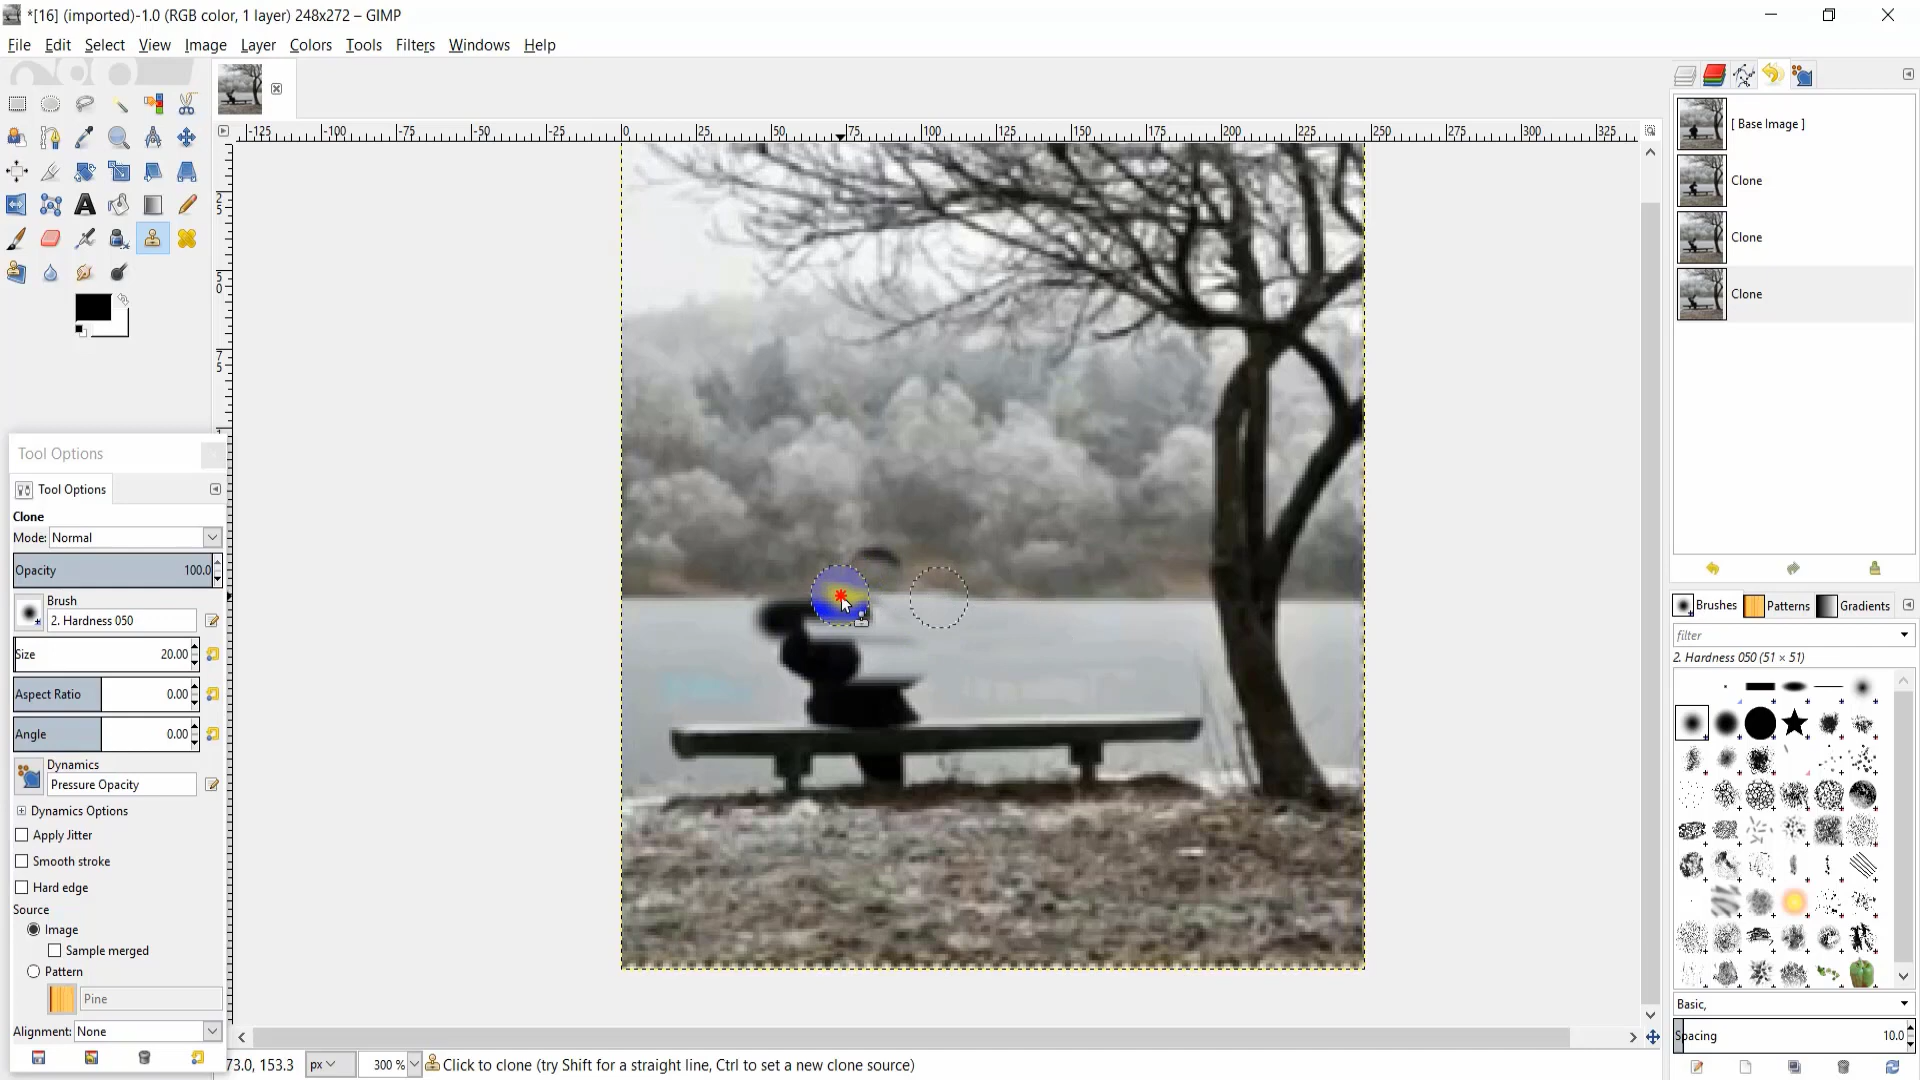 *[16] (imported)-1.0 (RGB color, 1 layer) 248x272 – GIMP
File Edit Select View Image Layer Colors Tools Filters Windows Help
-125 -100 -75 -50 -25 0 25 50 75 100 125 150 175 200 225 250 275 300 325
25
50
75
[ Base Image ]
Clone
Clone
Clone
Tool Options
Tool Options
Clone
Mode: Normal
Opacity 100.0
Brush
2. Hardness 050
Size 20.00
Aspect Ratio 0.00
Angle 0.00
Dynamics
Pressure Opacity
Dynamics Options
Apply Jitter
Smooth stroke
Hard edge
Source
Image
Sample merged
Pattern
Pine
Alignment: None
Brushes Patterns Gradients
filter
2. Hardness 050 (51 × 51)
Basic,
Spacing 10.0
73.0, 153.3 px 300 % Click to clone (try Shift for a straight line, Ctrl to set a new clone source)